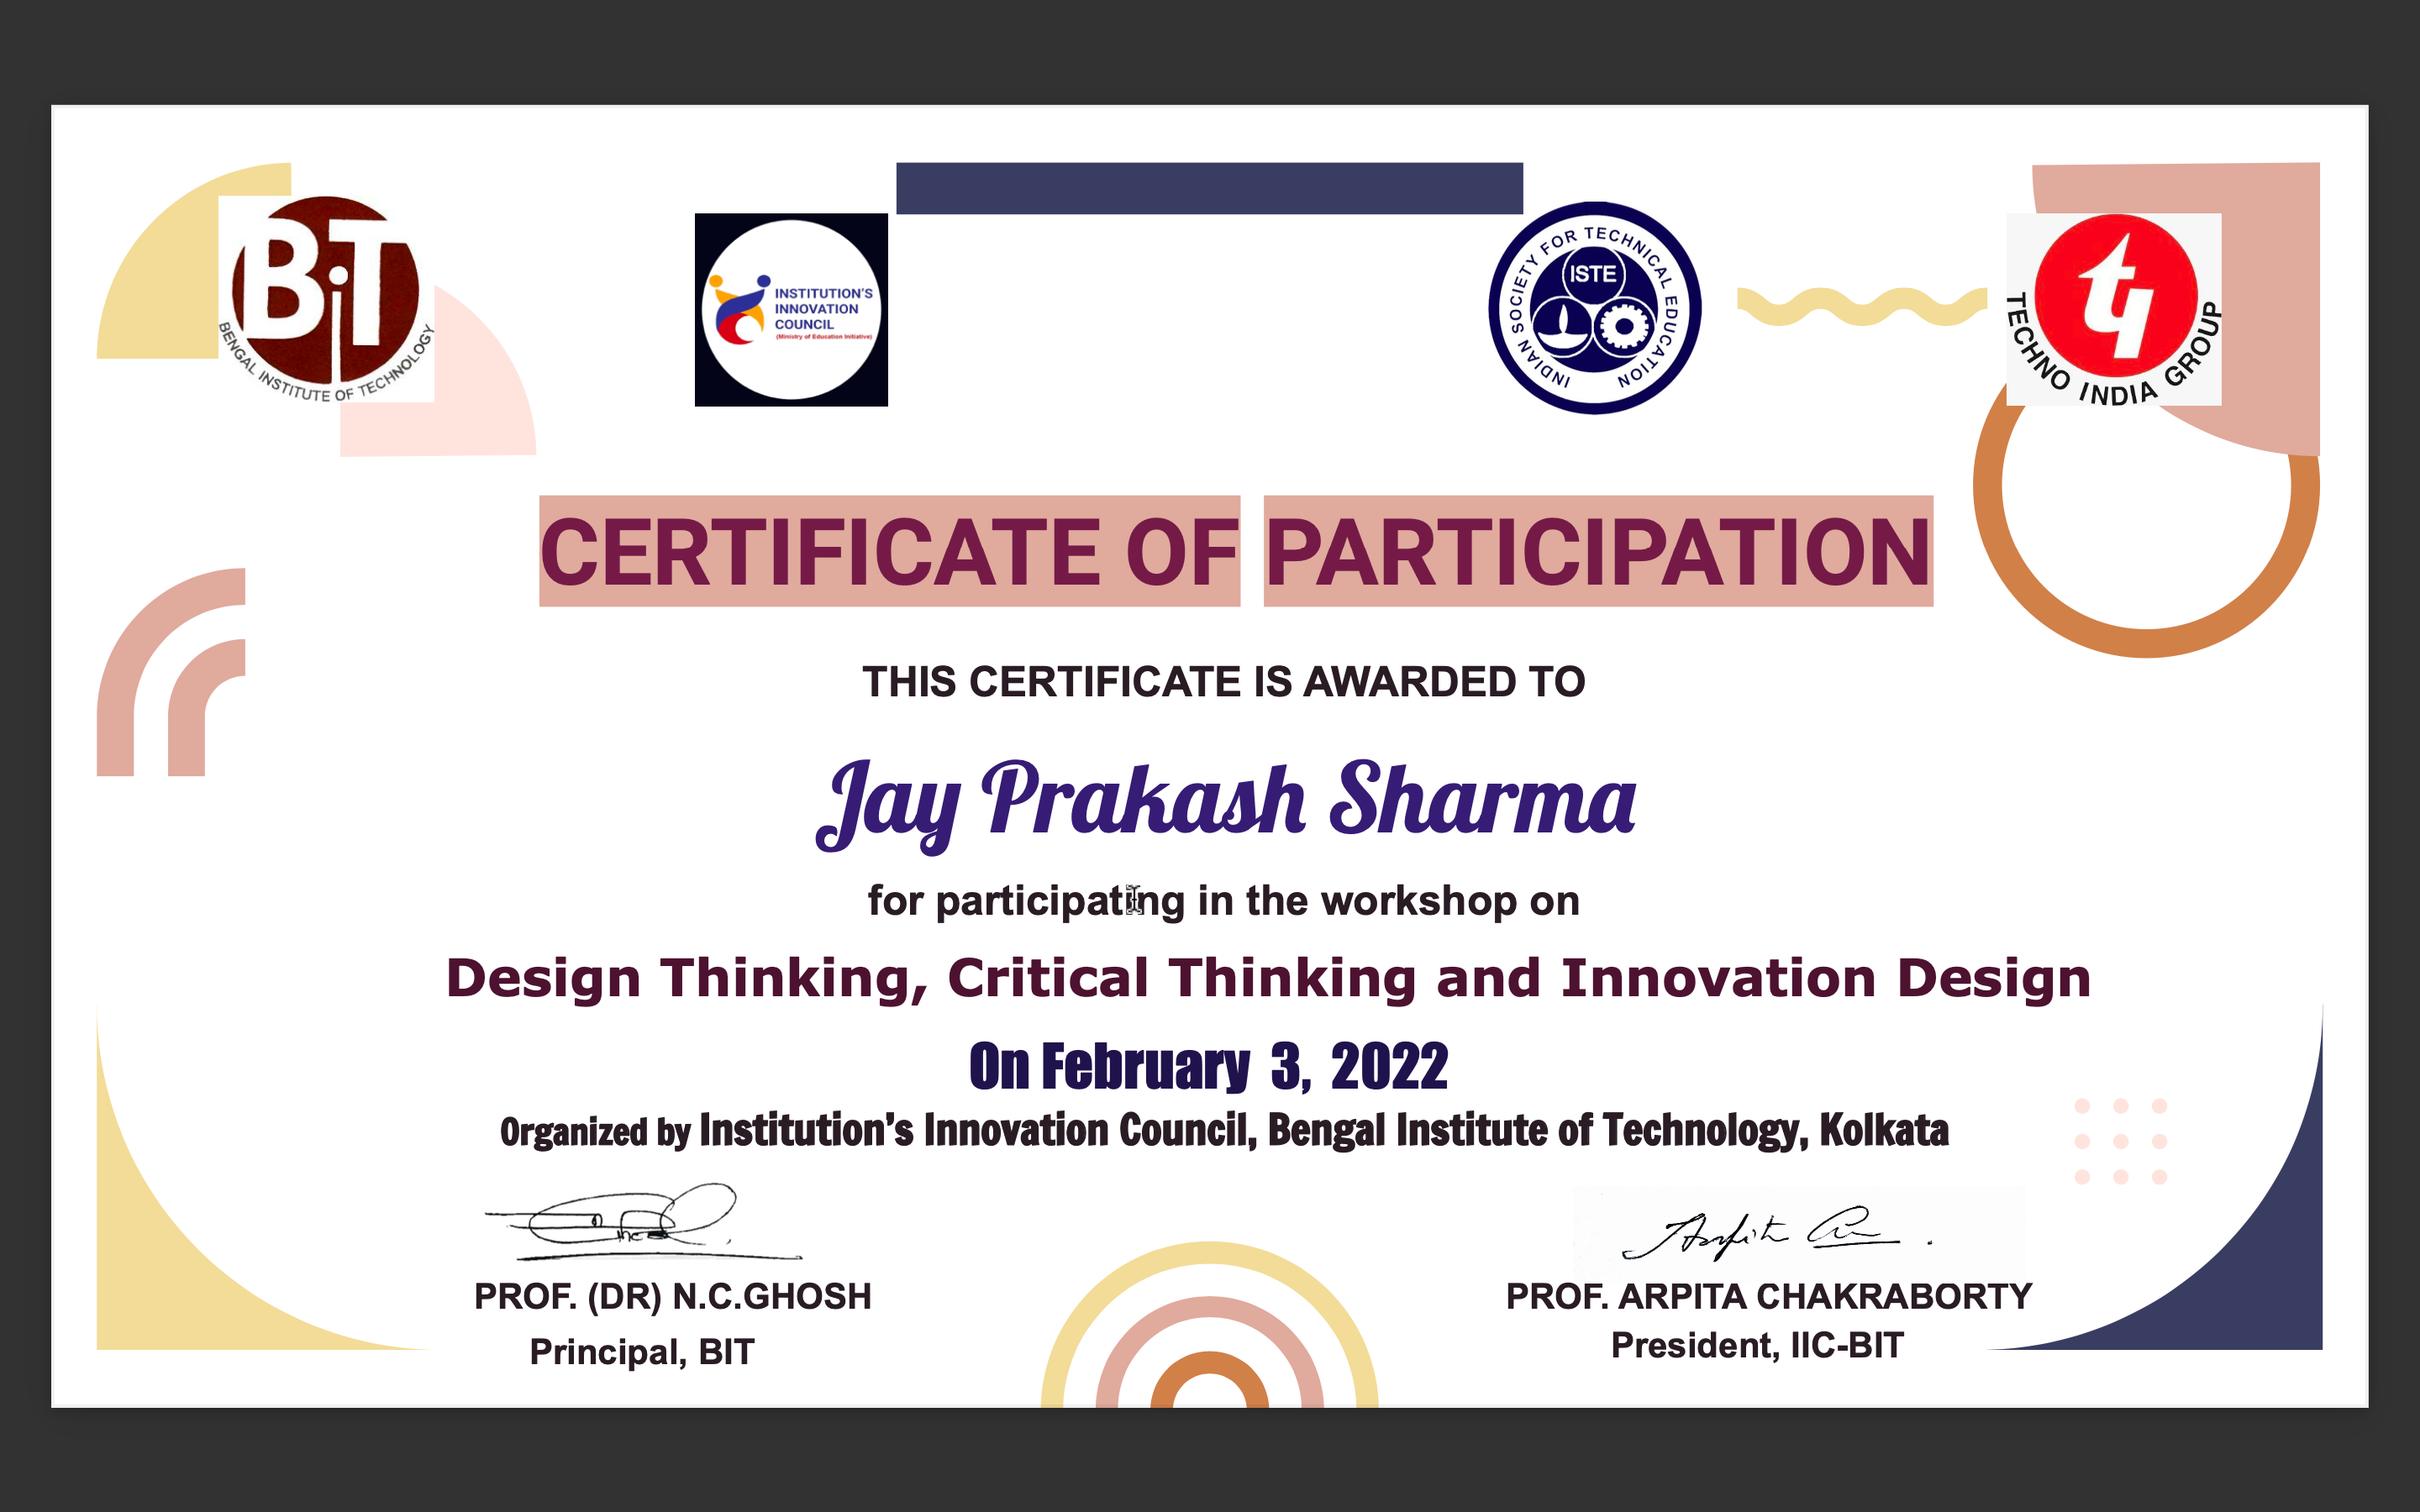 BiT
BENGAL INSTITUTE OF TECHNOLOGY
INSTITUTION'S
INNOVATION
COUNCIL
(Ministry of Education Initiative)
INDIAN SOCIETY FOR TECHNICAL EDUCATION
ISTE
TECHNO INDIA GROUP
CERTIFICATE OF PARTICIPATION
THIS CERTIFICATE IS AWARDED TO
Jay Prakash Sharma
for participating in the workshop on
Design Thinking, Critical Thinking and Innovation Design
On February 3, 2022
Organized by Institution's Innovation Council, Bengal Institute of Technology, Kolkata
PROF. (DR) N.C.GHOSH
Principal, BIT
PROF. ARPITA CHAKRABORTY
President, IIC-BIT